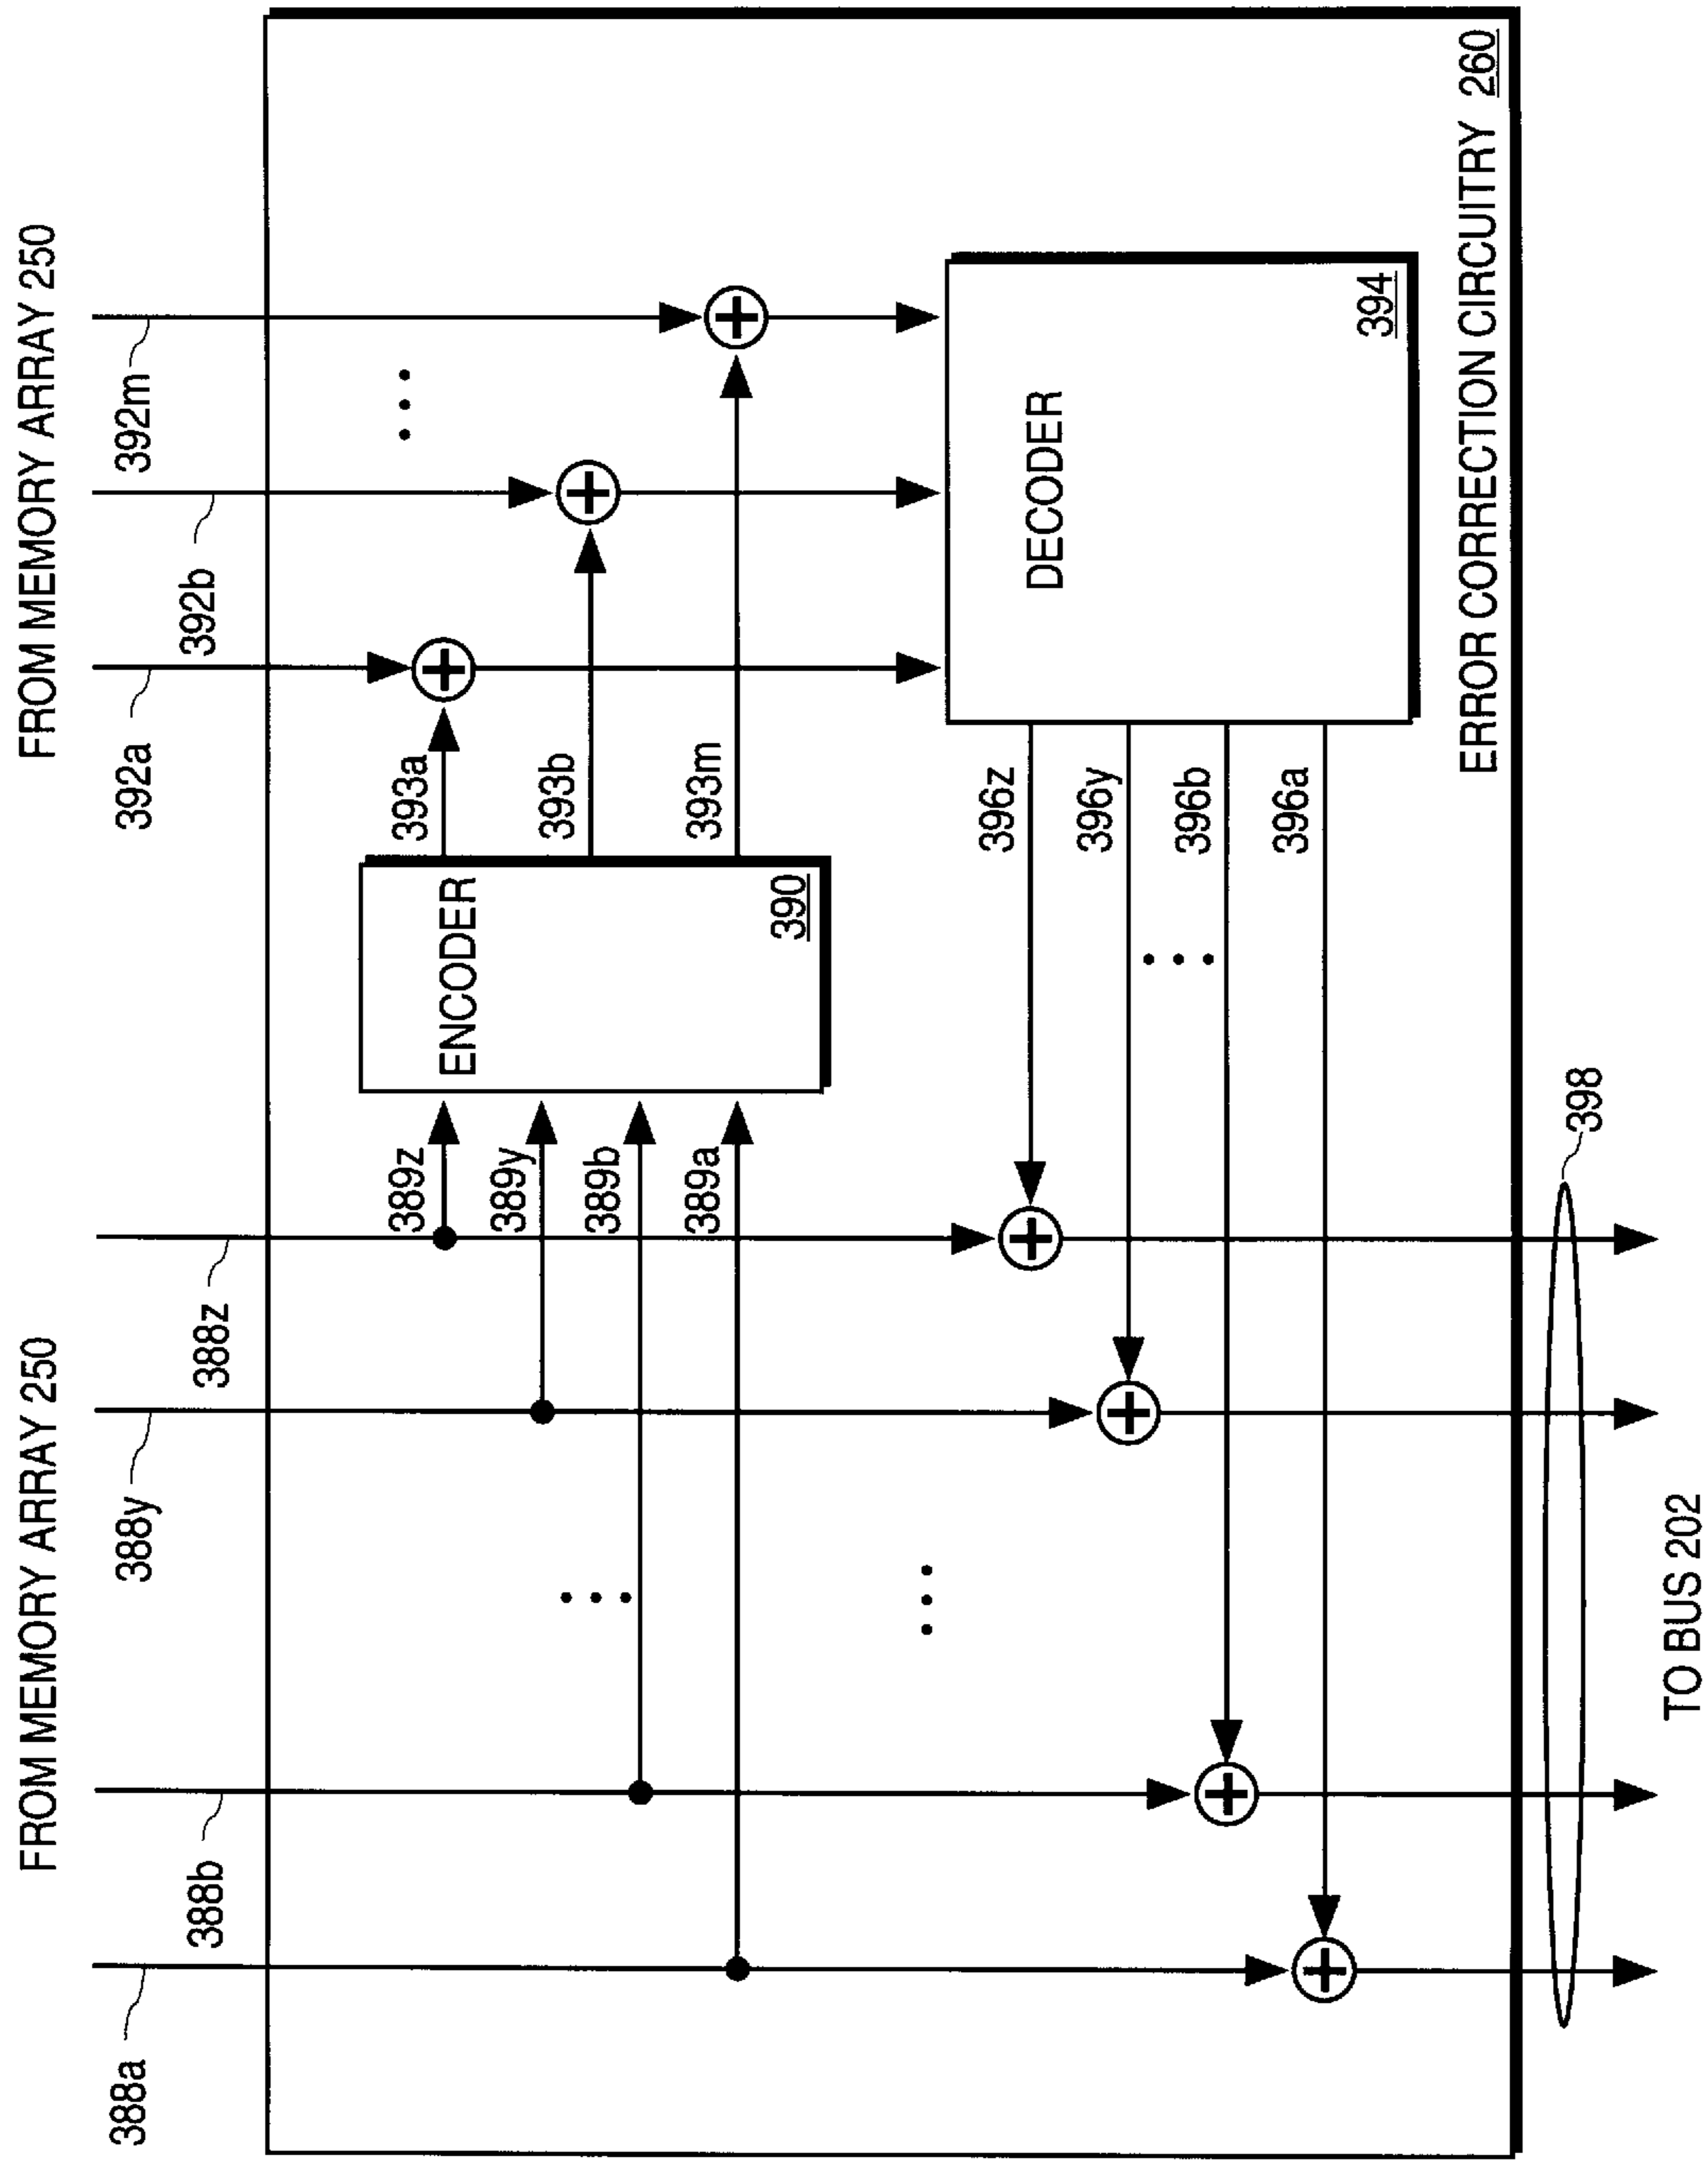 FROM MEMORY ARRAY 250
FROM MEMORY ARRAY 250
388a
388b
388y
388z
392a
392b
392m
389z
389y
389b
389a
ENCODER
390
393a
393b
393m
DECODER
394
396z
396y
396b
396a
ERROR CORRECTION CIRCUITRY 260
398
TO BUS 202